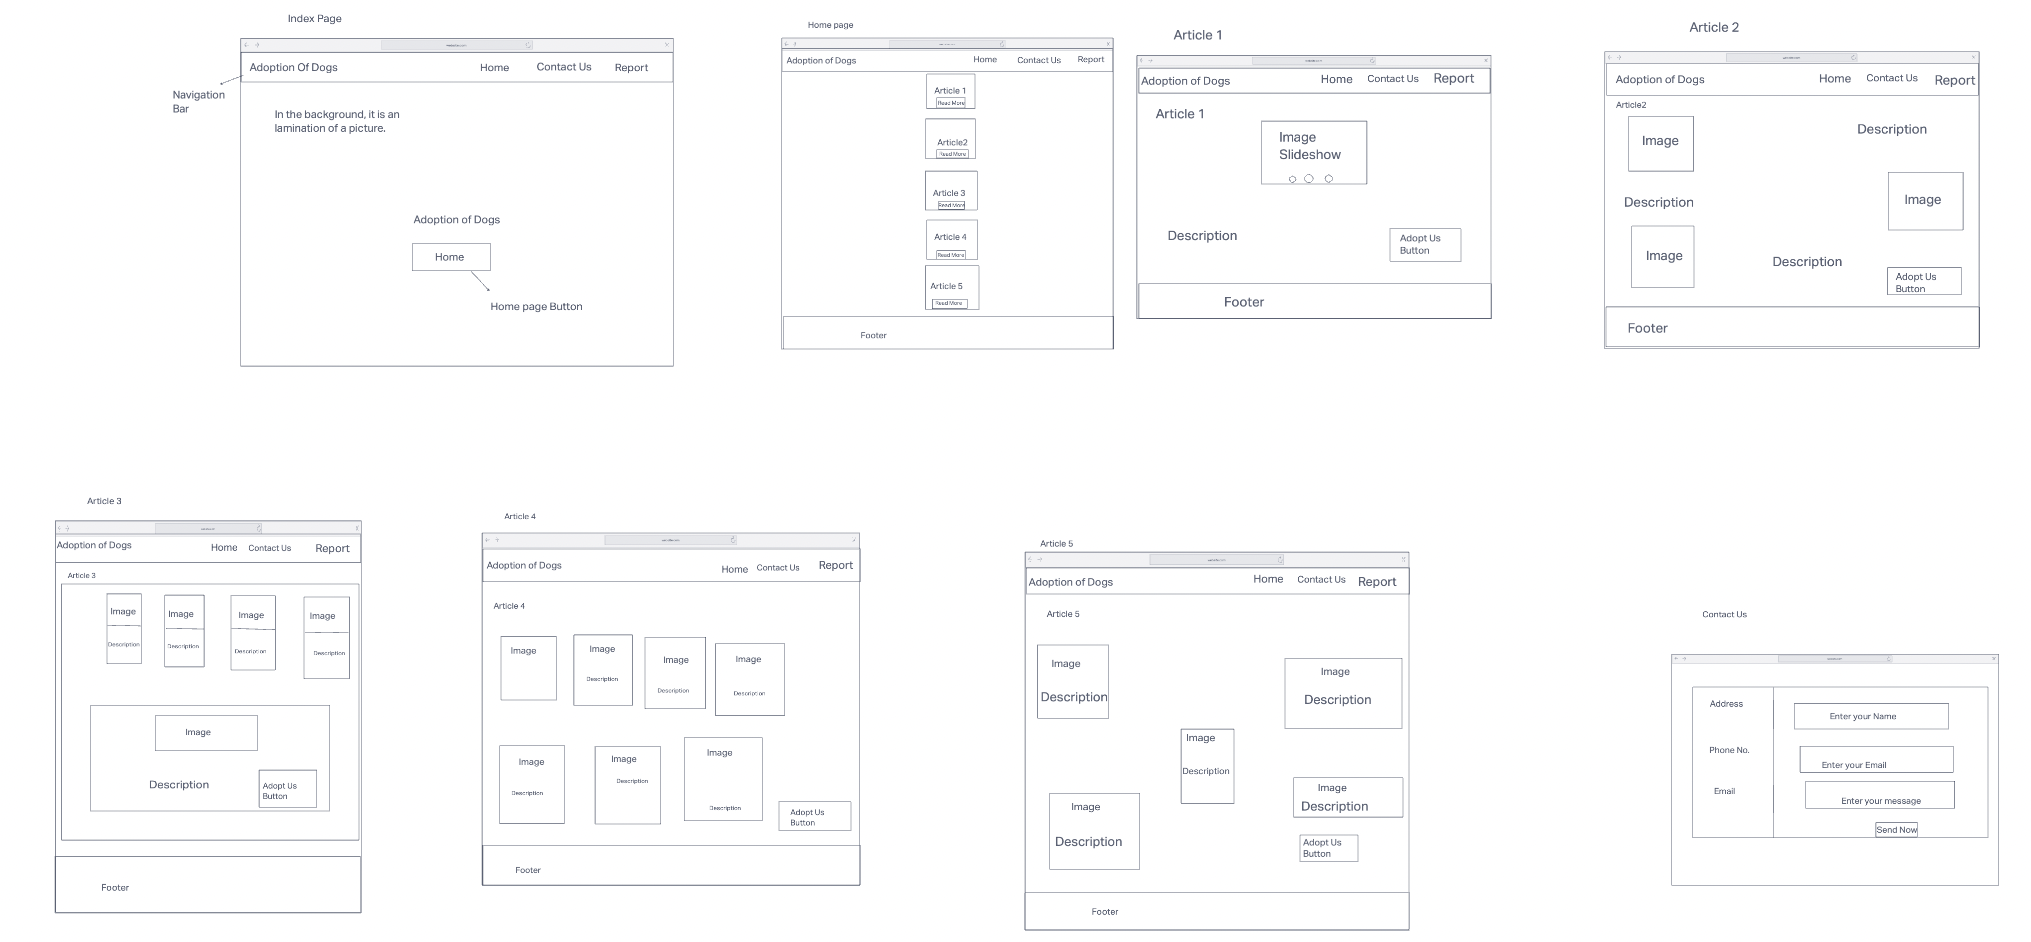 Index Page
Adoption Of Dogs
Home
Contact Us
Report
Navigation
Bar
In the background, it is an
lamination of a picture.
Adoption of Dogs
Home
Home page Button
Home page
Adoption of Dogs
Home
Contact Us
Report
Article 1
Read More
Article2
Read More
Article 3
Read More
Article 4
Read More
Article 5
Read More
Footer
Article 1
Adoption of Dogs
Home
Contact Us
Report
Article 1
Image
Slideshow
Description
Adopt Us
Button
Footer
Article 2
Adoption of Dogs
Home
Contact Us
Report
Article2
Image
Description
Description
Image
Image
Description
Adopt Us
Button
Footer
Article 3
Adoption of Dogs
Home
Contact Us
Report
Article 3
Image
Image
Image
Image
Description
Description
Description
Description
Image
Description
Adopt Us
Button
Footer
Article 4
Adoption of Dogs
Home
Contact Us
Report
Article 4
Image
Image
Image
Image
Description
Description
Description
Image
Image
Image
Description
Description
Description
Adopt Us
Button
Footer
Article 5
Adoption of Dogs
Home
Contact Us
Report
Article 5
Image
Description
Image
Description
Image
Description
Image
Description
Image
Description
Adopt Us
Button
Footer
Contact Us
Address
Enter your Name
Phone No.
Enter your Email
Email
Enter your message
Send Now